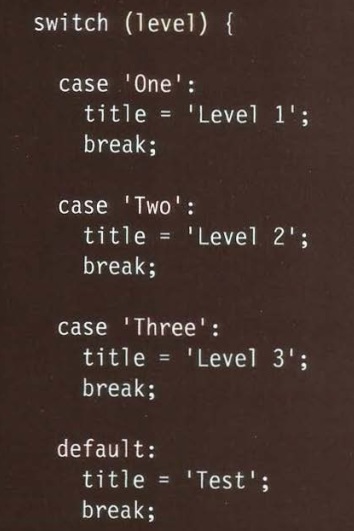 switch (level) {
case 'One':
title = 'Level 1';
break;
case 'Two':
title = 'Level 2';
break;
case 'Three':
title = 'Level 3';
break;
default:
title = 'Test';
break;